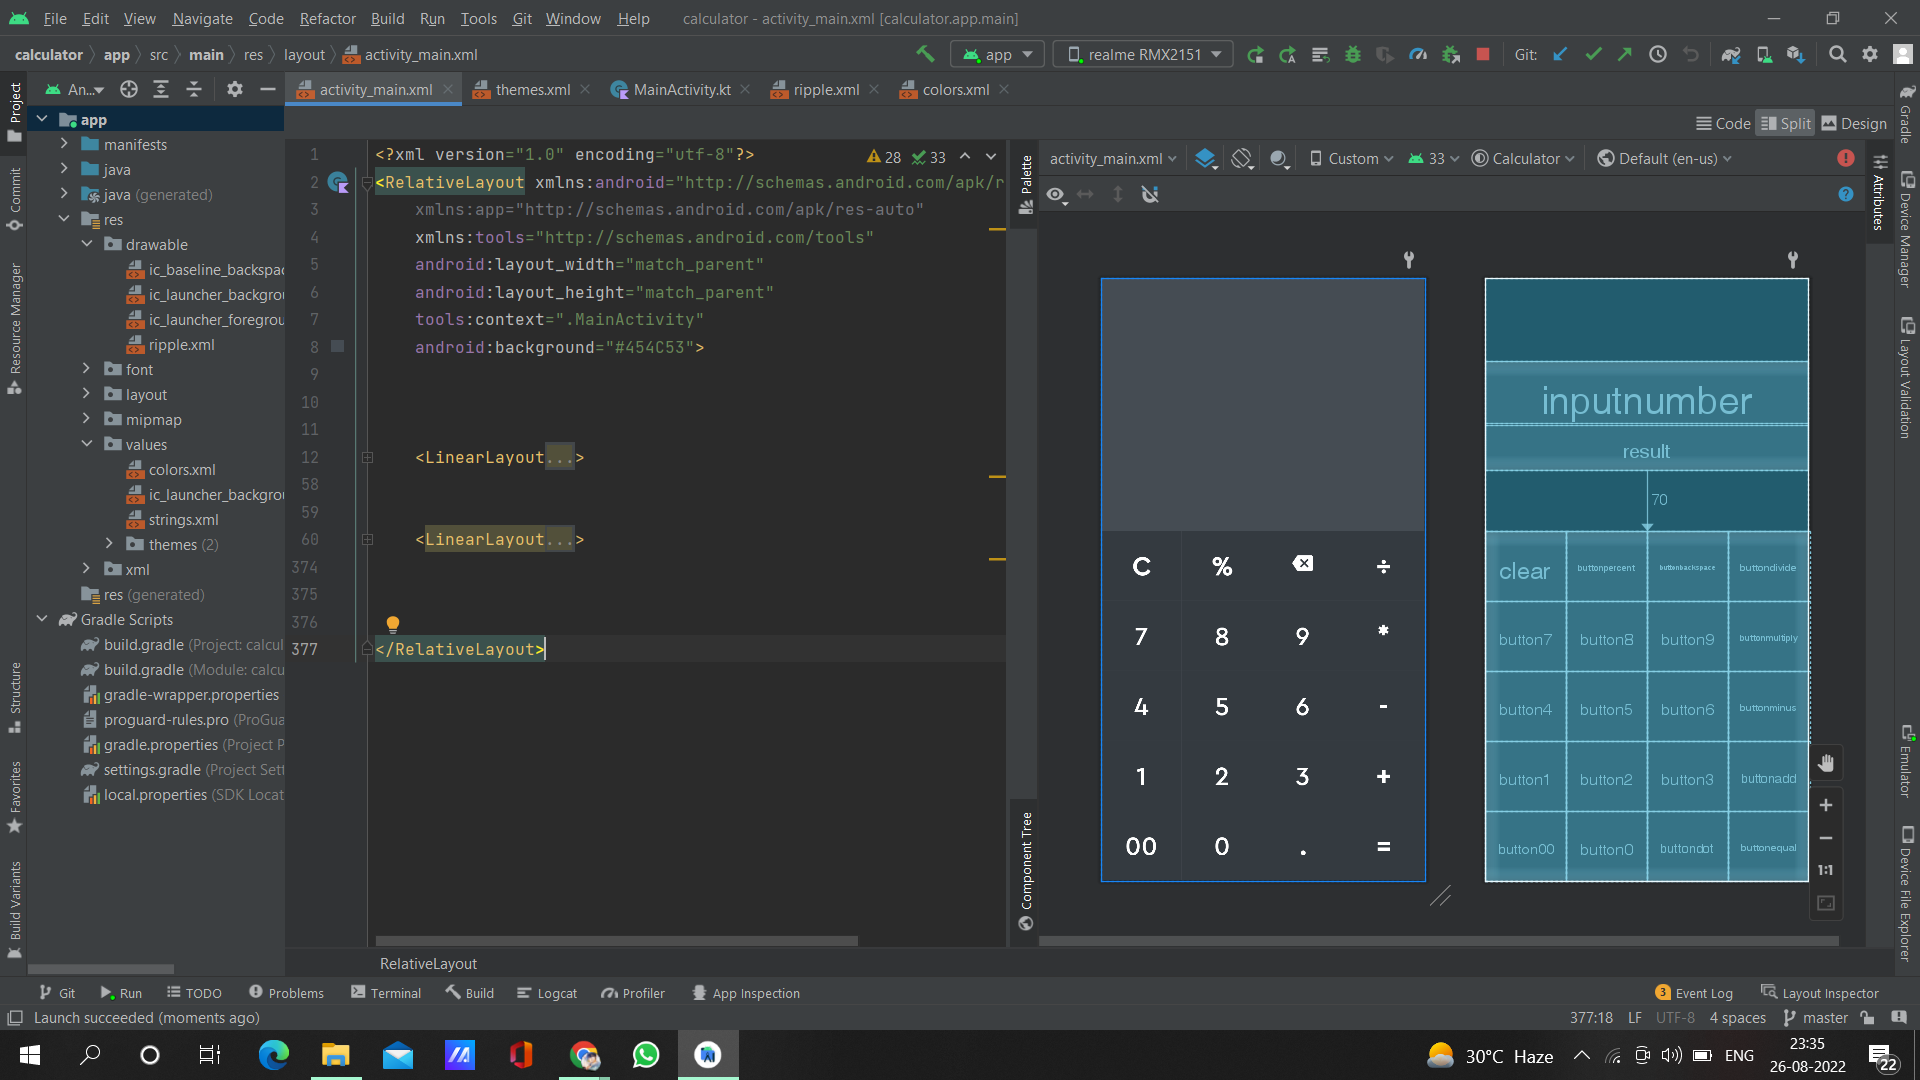 File Edit View Navigate Code Refactor Build Run Tools Git Window Help calculator - activity_main.xml [calculator.app.main]
calculator app src main res layout activity_main.xml
app realme RMX2151 Git:
An...
activity_main.xml themes.xml MainActivity.kt ripple.xml colors.xml
Code Split Design
Project
Commit
Resource Manager
Structure
Favorites
Build Variants
app
manifests
java
java (generated)
res
drawable
ic_baseline_backspac
ic_launcher_backgrou
ic_launcher_foregrou
ripple.xml
font
layout
mipmap
values
colors.xml
ic_launcher_backgrou
strings.xml
themes (2)
xml
res (generated)
Gradle Scripts
build.gradle (Project: calcul
build.gradle (Module: calcu
gradle-wrapper.properties
proguard-rules.pro (ProGua
gradle.properties (Project P
settings.gradle (Project Sett
local.properties (SDK Locat
1 <?xml version="1.0" encoding="utf-8"?>
28 33
2 <RelativeLayout xmlns:android="http://schemas.android.com/apk/r
3 xmlns:app="http://schemas.android.com/apk/res-auto"
4 xmlns:tools="http://schemas.android.com/tools"
5 android:layout_width="match_parent"
6 android:layout_height="match_parent"
7 tools:context=".MainActivity"
8 android:background="#454C53">
9
10
11
12 <LinearLayout...>
58
59
60 <LinearLayout...>
374
375
376
377 </RelativeLayout>
RelativeLayout
Palette
Component Tree
activity_main.xml Custom 33 Calculator Default (en-us)
C % ÷
7 8 9 *
4 5 6 -
1 2 3 +
00 0 . =
inputnumber
result
70
clear buttonpercent buttonbackspace buttondivide
button7 button8 button9 buttonmultiply
button4 button5 button6 buttonminus
button1 button2 button3 buttonadd
button00 button0 buttondot buttonequal
1:1
Attributes
Gradle
Device Manager
Layout Validation
Emulator
Device File Explorer
Git Run TODO Problems Terminal Build Logcat Profiler App Inspection 3 Event Log Layout Inspector
Launch succeeded (moments ago) 377:18 LF UTF-8 4 spaces master
30°C Haze ENG 23:35
26-08-2022 22